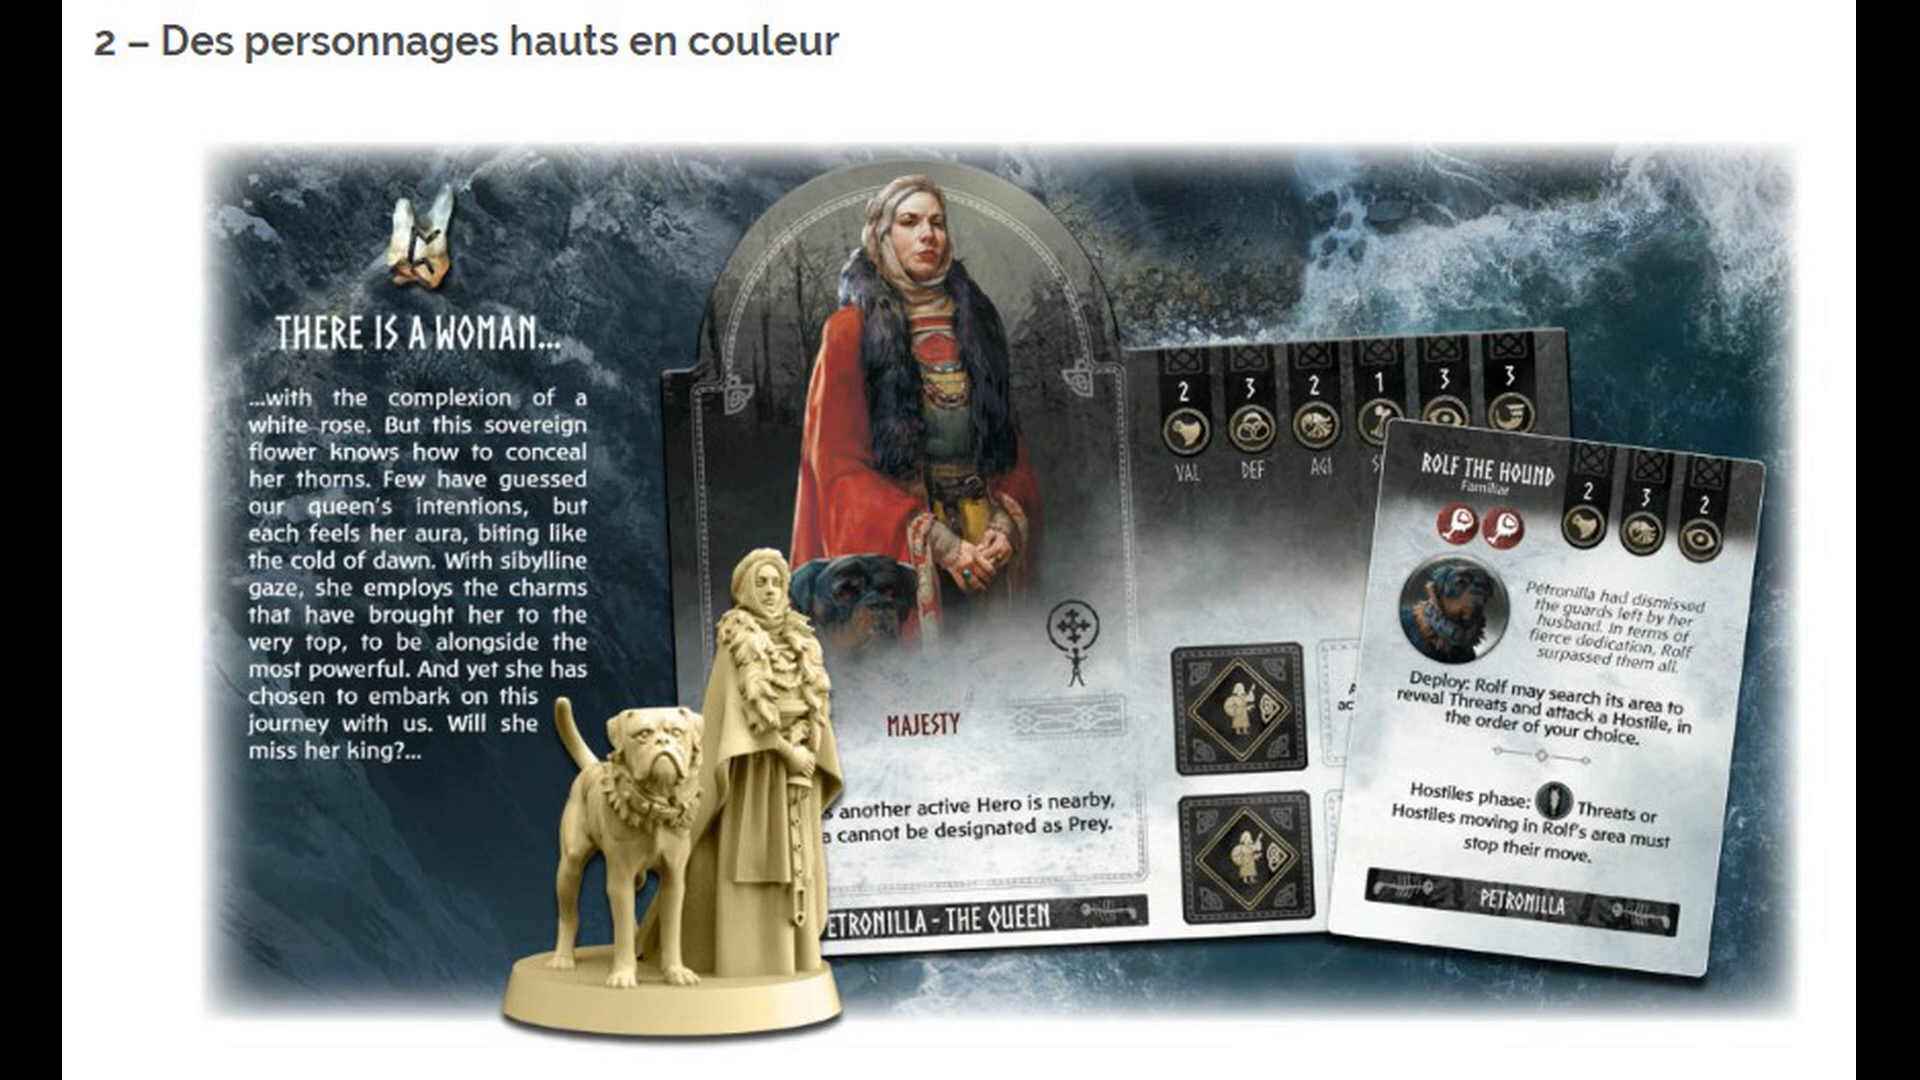 2 – Des personnages hauts en couleur
THERE IS A WOMAN...
...with the complexion of a
white rose. But this sovereign
flower knows how to conceal
her thorns. Few have guessed
our queen's intentions, but
each feels her aura, biting like
the cold of dawn. With sibylline
gaze, she employs the charms
that have brought her to the
very top, to be alongside the
most powerful. And yet she has
chosen to embark on this
journey with us. Will she
miss her king?...
MAJESTY
another active Hero is nearby,
cannot be designated as Prey.
ETRONILLA - THE QUEEN
2 3 2 1 3 3
VAL DEF AGI
ROLF THE HOUND
Familiar
2 3 2
Petronilla had dismissed
the guards left by her
husband. In terms of
fierce dedication, Rolf
surpassed them all.
Deploy: Rolf may search its area to
reveal Threats and attack a Hostile, in
the order of your choice.
Hostiles phase: Threats or
Hostiles moving in Rolf's area must
stop their move.
PETRONILLA